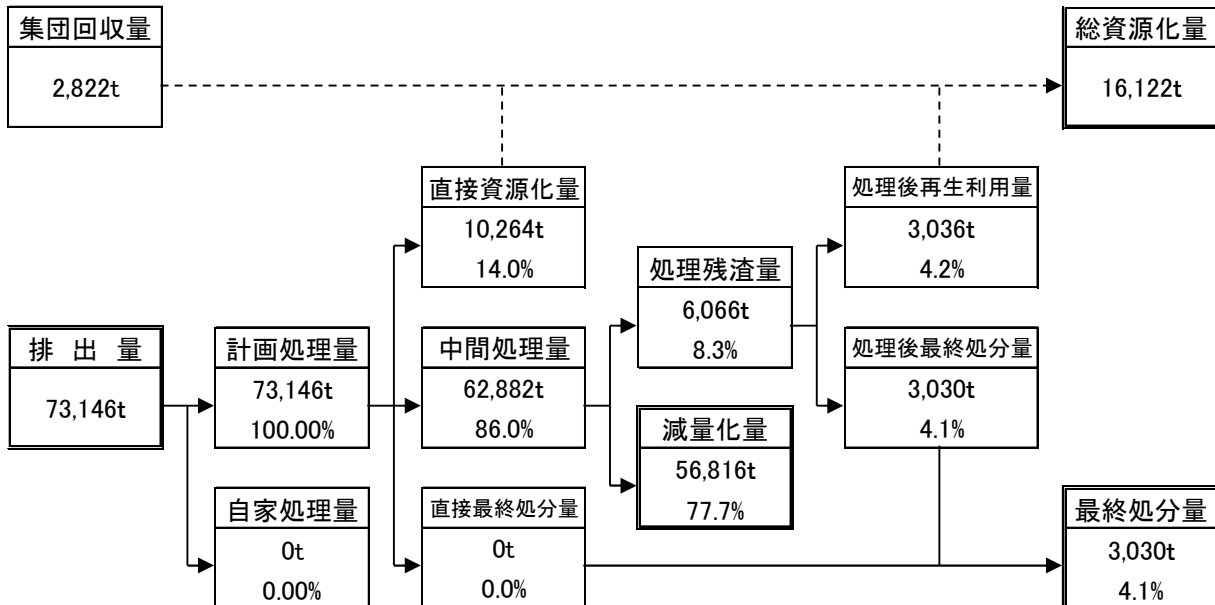 集団回収量
2,822t
総資源化量
16,122t
直接資源化量
10,264t
14.0%
処理後再生利用量
3,036t
4.2%
処理残渣量
6,066t
8.3%
排 出 量
73,146t
計画処理量
73,146t
100.00%
中間処理量
62,882t
86.0%
処理後最終処分量
3,030t
4.1%
減量化量
56,816t
77.7%
自家処理量
0t
0.00%
直接最終処分量
0t
0.0%
最終処分量
3,030t
4.1%